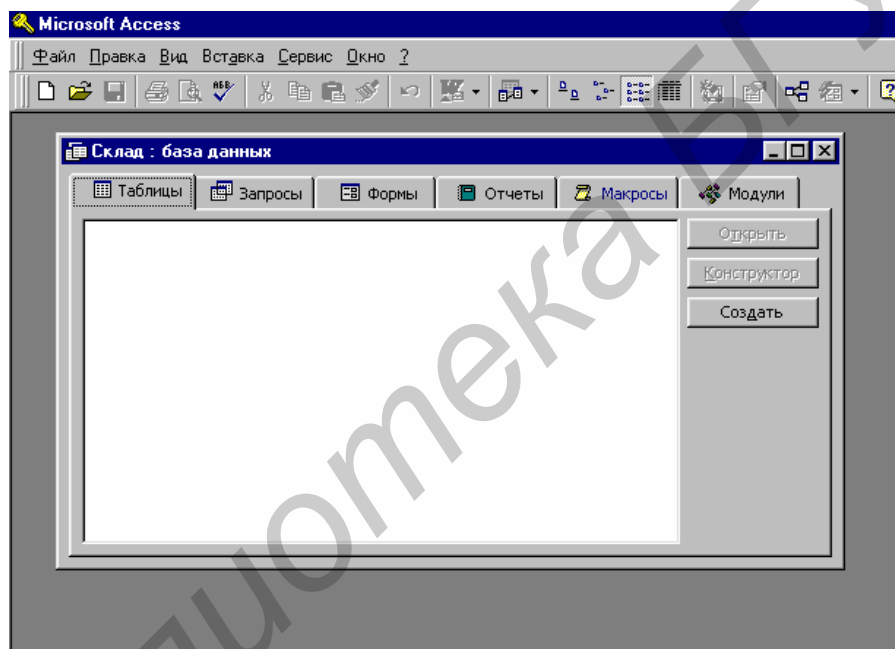 Microsoft Access
Файл Правка Вид Вставка Сервис Окно ?
Склад : база данных
Таблицы Запросы Формы Отчеты Макросы Модули
Открыть
Конструктор
Создать